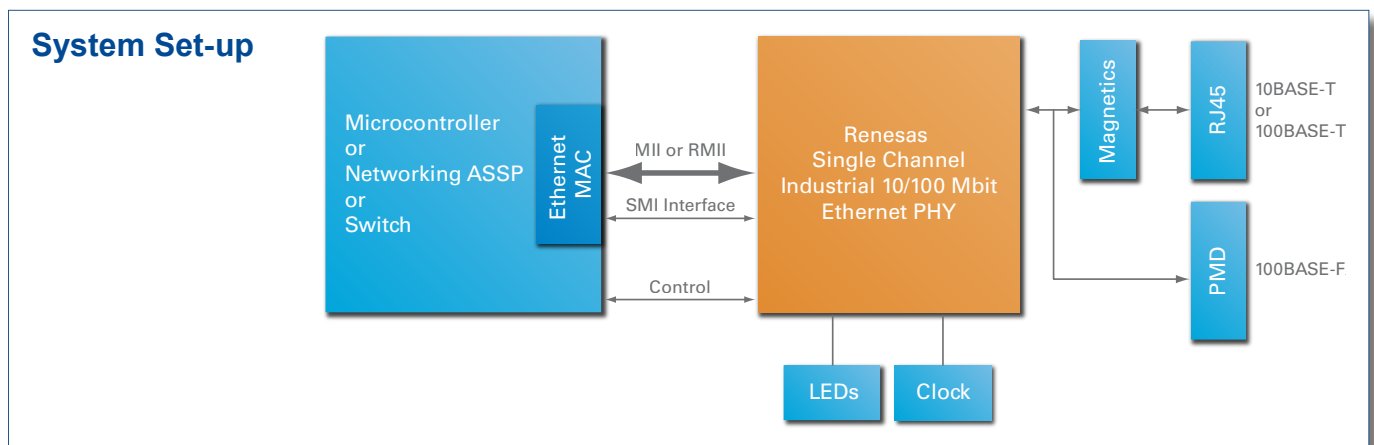 System Set-up
Microcontroller
or
Networking ASSP
or
Switch
Ethernet
MAC
MII or RMII
SMI Interface
Control
Renesas
Single Channel
Industrial 10/100 Mbit
Ethernet PHY
Magnetics
RJ45
10BASE-T
or
100BASE-T
PMD
100BASE-F
LEDs
Clock